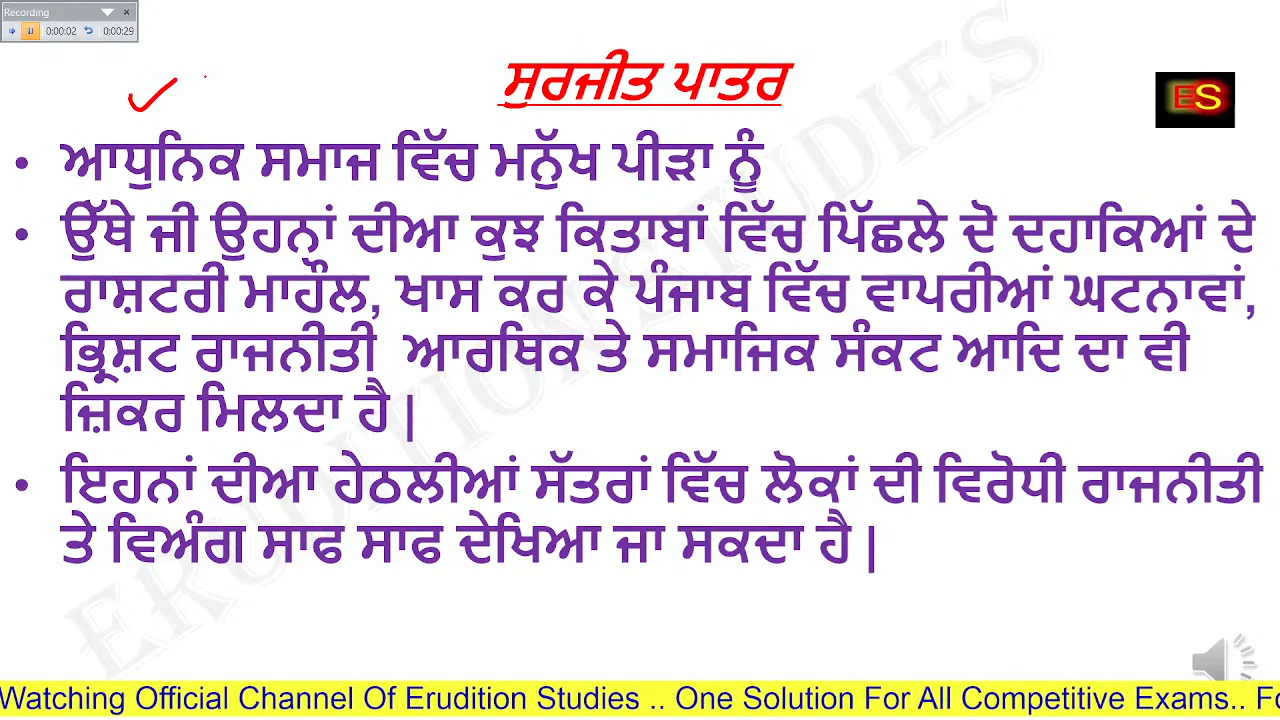 Recording
0:00:02 0:00:29
ਸੁਰਜੀਤ ਪਾਤਰ
ES
• ਆਧੁਨਿਕ ਸਮਾਜ ਵਿੱਚ ਮਨੁੱਖ ਪੀੜਾ ਨੂੰ
• ਉੱਥੇ ਜੀ ਉਹਨ੍ਹਾਂ ਦੀਆ ਕੁਝ ਕਿਤਾਬਾਂ ਵਿੱਚ ਪਿੱਛਲੇ ਦੋ ਦਹਾਕਿਆਂ ਦੇ
ਰਾਸ਼ਟਰੀ ਮਾਹੌਲ, ਖਾਸ ਕਰ ਕੇ ਪੰਜਾਬ ਵਿੱਚ ਵਾਪਰੀਆਂ ਘਟਨਾਵਾਂ,
ਭ੍ਰਿਸ਼ਟ ਰਾਜਨੀਤੀ ਆਰਥਿਕ ਤੇ ਸਮਾਜਿਕ ਸੰਕਟ ਆਦਿ ਦਾ ਵੀ
ਜ਼ਿਕਰ ਮਿਲਦਾ ਹੈ |
• ਇਹਨਾਂ ਦੀਆ ਹੇਠਲੀਆਂ ਸੱਤਰਾਂ ਵਿੱਚ ਲੋਕਾਂ ਦੀ ਵਿਰੋਧੀ ਰਾਜਨੀਤੀ
ਤੇ ਵਿਅੰਗ ਸਾਫ ਸਾਫ ਦੇਖਿਆ ਜਾ ਸਕਦਾ ਹੈ |
ERUDITION STUDIES
Watching Official Channel Of Erudition Studies .. One Solution For All Competitive Exams.. Fo